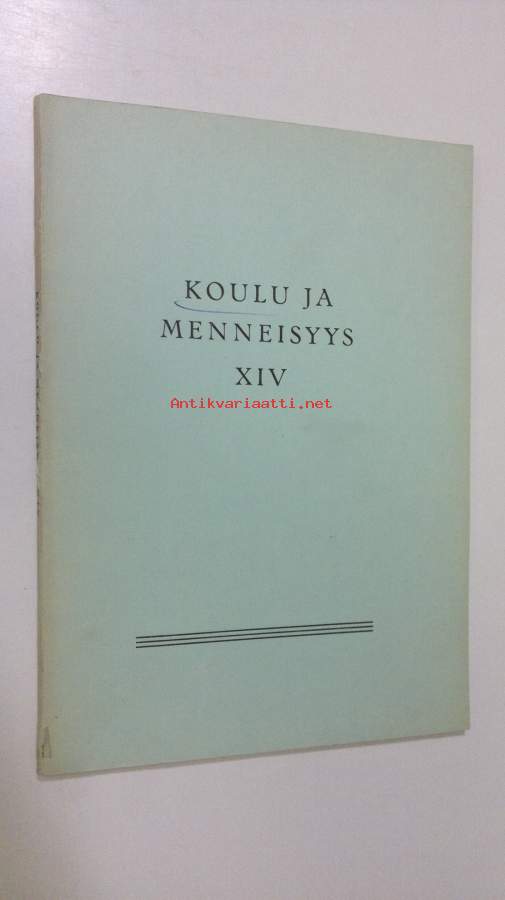 KOULU JA
MENNEISYYS
XIV
Antikvariaatti.net